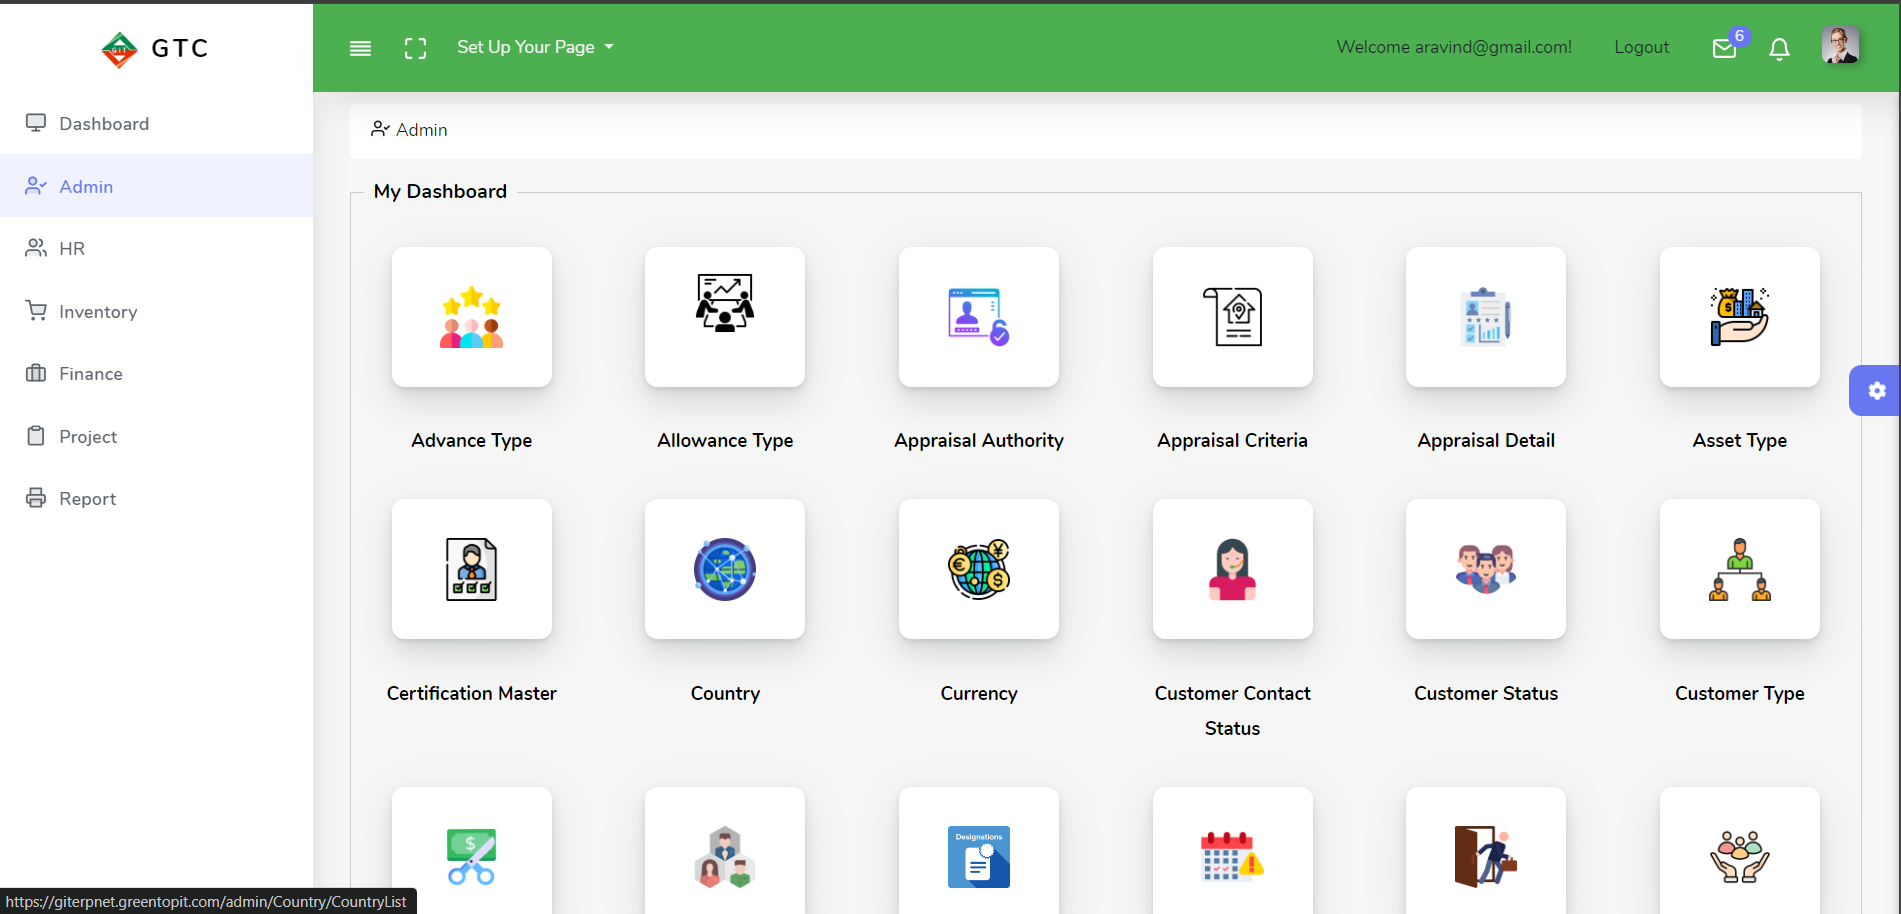 GIT
GTC
Set Up Your Page
Welcome aravind@gmail.com!
Logout
6
Dashboard
Admin
HR
Inventory
Finance
Project
Report
Admin
My Dashboard
Advance Type
Allowance Type
Appraisal Authority
Appraisal Criteria
Appraisal Detail
Asset Type
Certification Master
Country
Currency
Customer Contact
Status
Customer Status
Customer Type
Designations
https://giterpnet.greentopit.com/admin/Country/CountryList